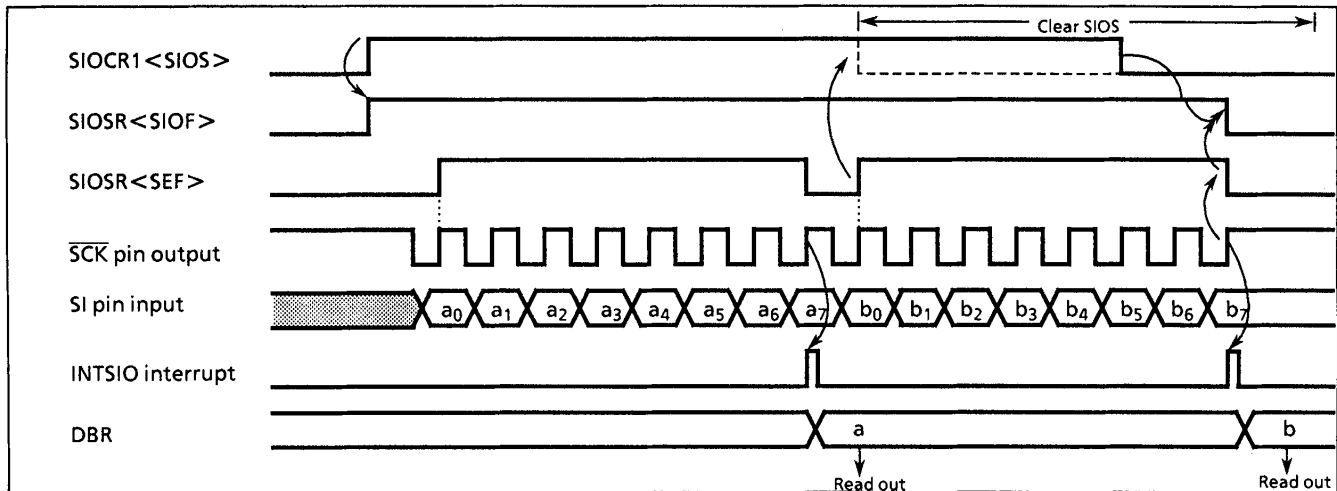 Clear SIOS
SIOCR1<SIOS>
SIOSR<SIOF>
SIOSR<SEF>
SCK pin output
SI pin input a0 a1 a2 a3 a4 a5 a6 a7 b0 b1 b2 b3 b4 b5 b6 b7
INTSIO interrupt
DBR a b
Read out Read out